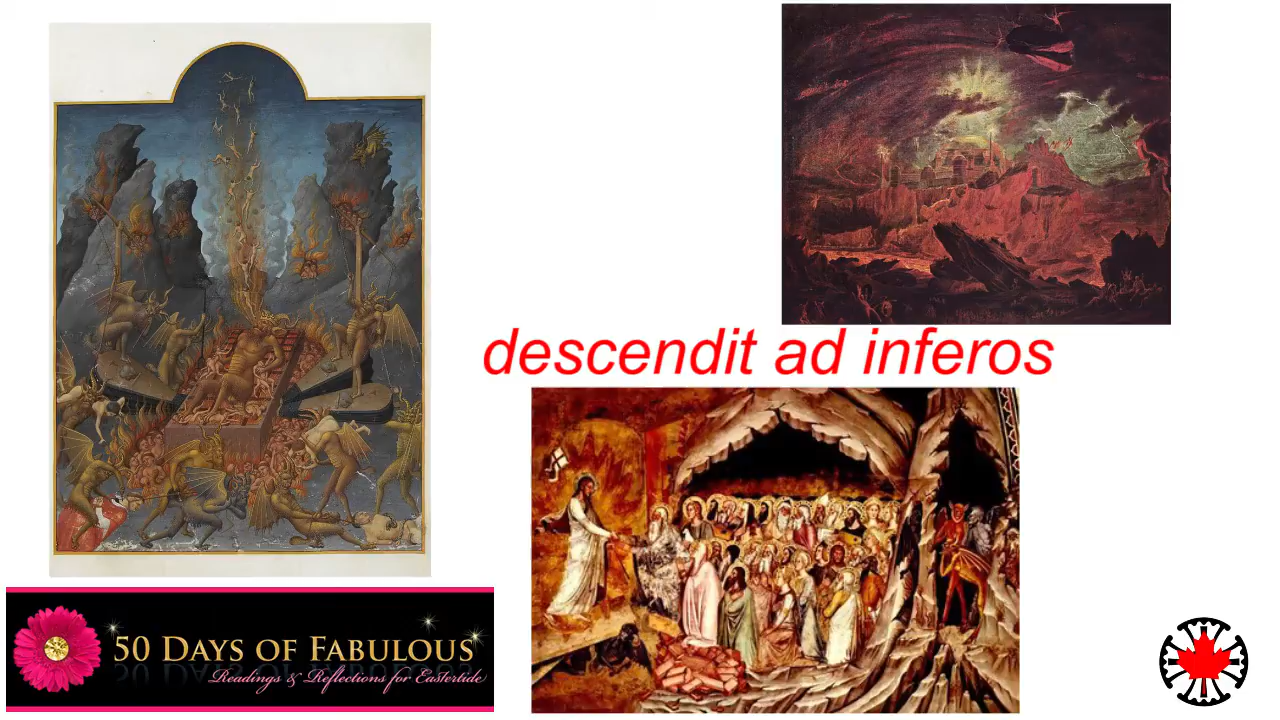 descendit ad inferos
50 Days of Fabulous
Readings & Reflections for Eastertide